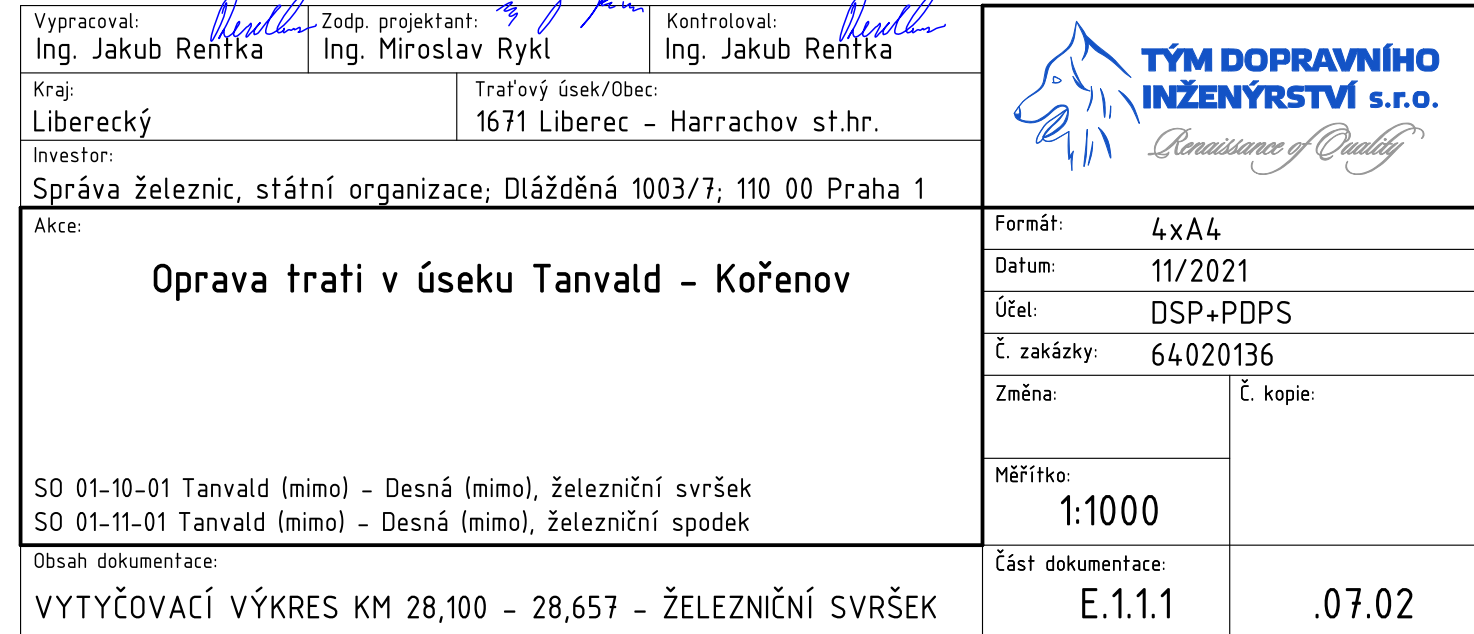 Vypracoval:
Ing. Jakub Rentka
Zodp. projektant:
Ing. Miroslav Rykl
Kontroloval:
Ing. Jakub Rentka
Kraj:
Liberecký
Traťový úsek/Obec:
1671 Liberec - Harrachov st.hr.
Investor:
Správa železnic, státní organizace; Dlážděná 1003/7; 110 00 Praha 1
TÝM DOPRAVNÍHO
INŽENÝRSTVÍ s.r.o.
Renaissance of Quality
Akce:
Oprava trati v úseku Tanvald - Kořenov
SO 01-10-01 Tanvald (mimo) - Desná (mimo), železniční svršek
SO 01-11-01 Tanvald (mimo) - Desná (mimo), železniční spodek
Formát: 4xA4
Datum: 11/2021
Účel: DSP+PDPS
Č. zakázky: 64020136
Změna:
Č. kopie:
Měřítko:
1:1000
Obsah dokumentace:
VYTYČOVACÍ VÝKRES KM 28,100 - 28,657 - ŽELEZNIČNÍ SVRŠEK
Část dokumentace:
E.1.1.1
.07.02